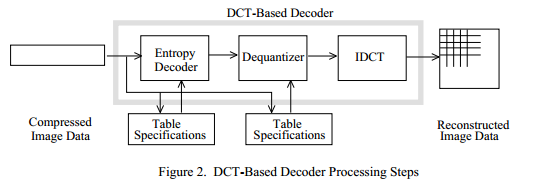 DCT-Based Decoder
Entropy
Decoder
Dequantizer
IDCT
Compressed
Image Data
Table
Specifications
Table
Specifications
Reconstructed
Image Data
Figure 2. DCT-Based Decoder Processing Steps